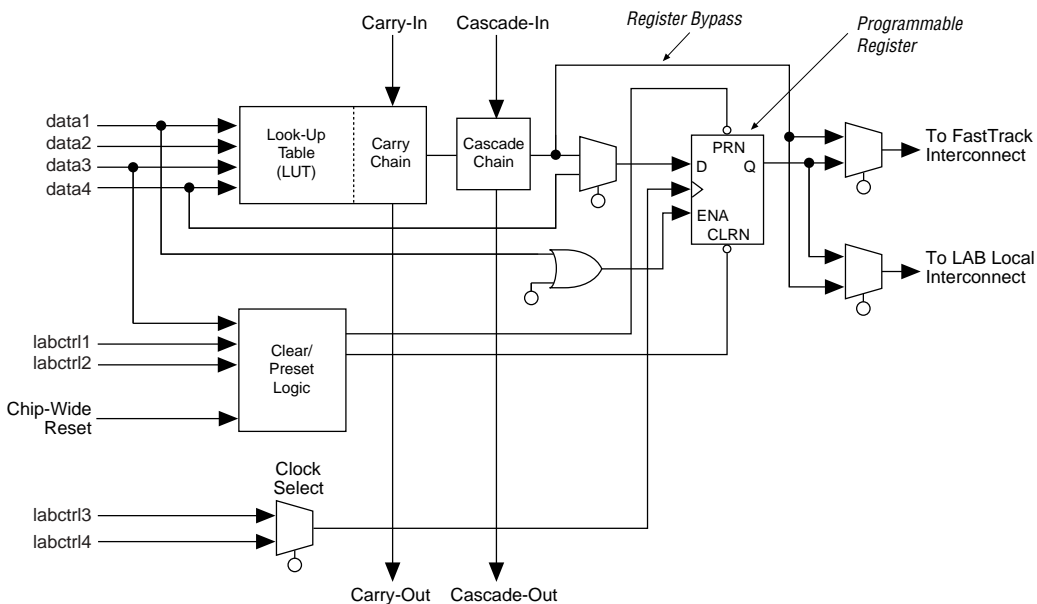 Carry-In
Cascade-In
Register Bypass
Programmable
Register
data1
data2
data3
data4
Look-Up
Table
(LUT)
Carry
Chain
Cascade
Chain
PRN
D
Q
ENA
CLRN
To FastTrack
Interconnect
To LAB Local
Interconnect
labctrl1
labctrl2
Clear/
Preset
Logic
Chip-Wide
Reset
Clock
Select
labctrl3
labctrl4
Carry-Out
Cascade-Out